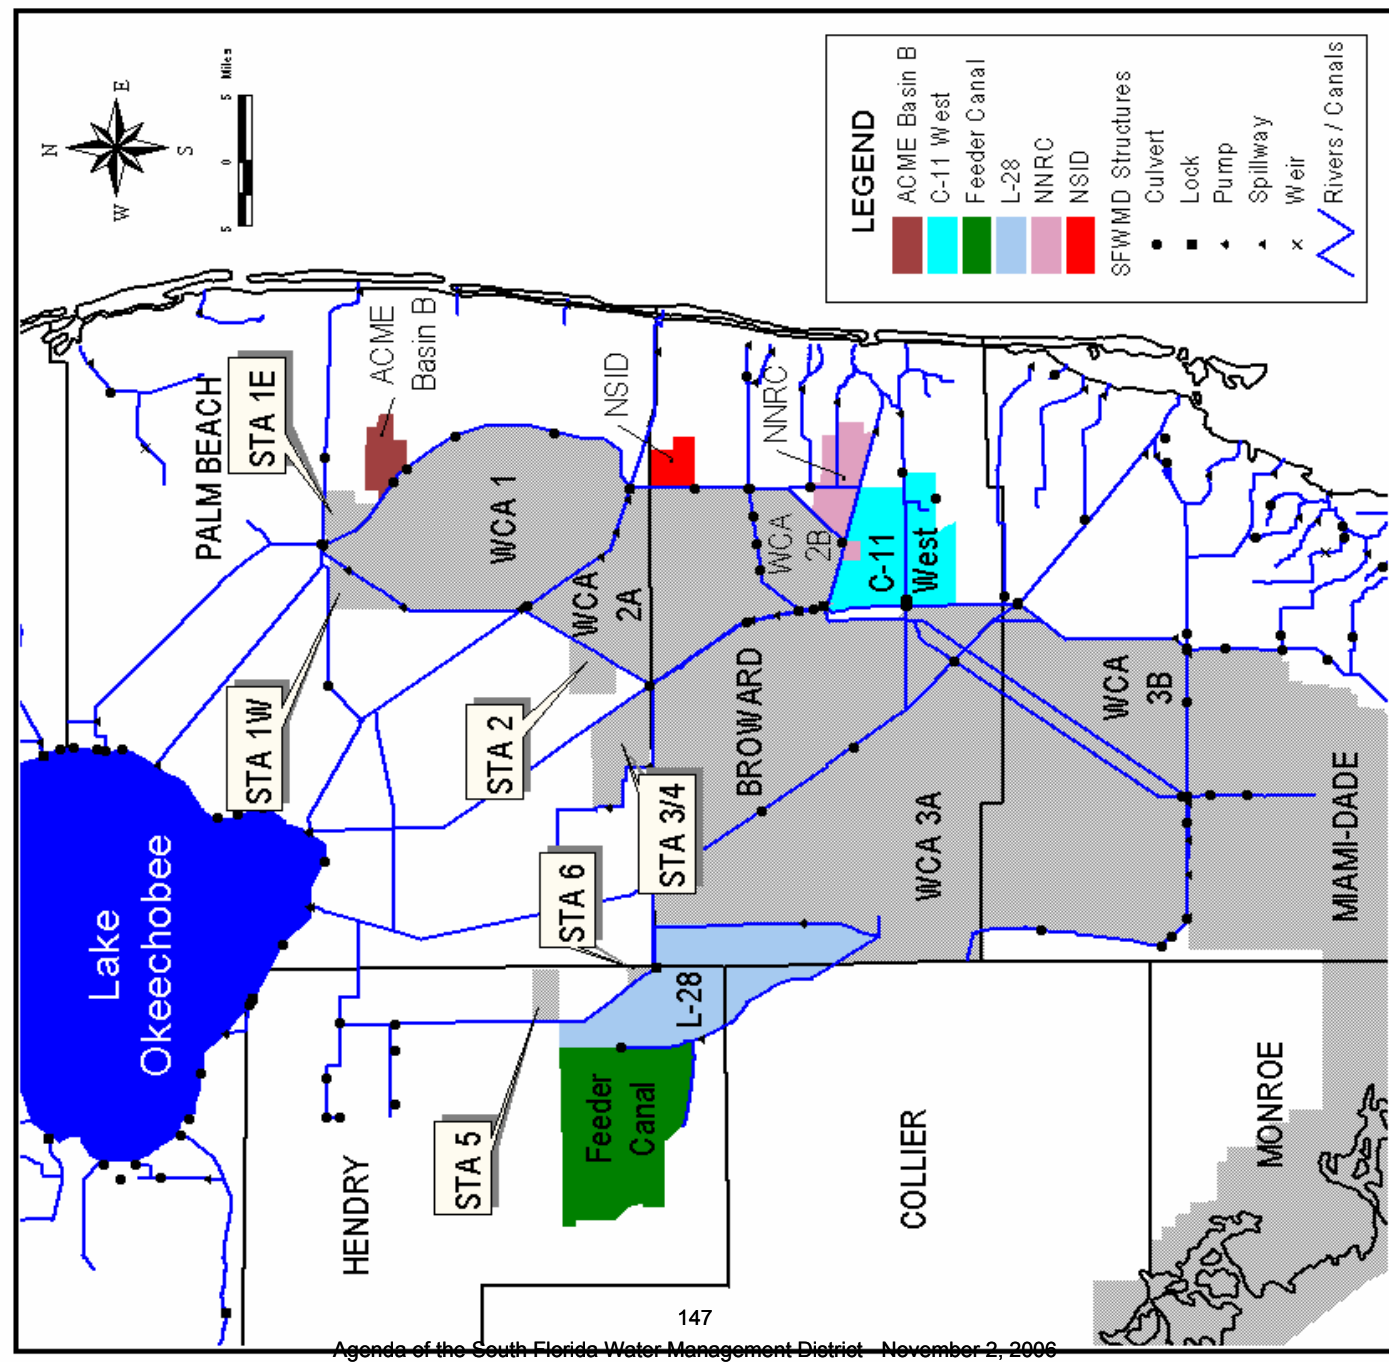 N
W
E
S
5
0
5
Miles
LEGEND
ACME Basin B
C-11 West
Feeder Canal
L-28
NNRC
NSID
SFWMD Structures
Culvert
Lock
Pump
Spillway
Weir
Rivers / Canals
Lake
Okeechobee
PALM BEACH
STA 1E
ACME
Basin B
STA 1W
WCA 1
NSID
STA 2
WCA
2A
NNRC
WCA
2B
C-11
West
STA 3/4
BROWARD
STA 6
WCA 3A
WCA
3B
STA 5
L-28
Feeder
Canal
HENDRY
COLLIER
MIAMI-DADE
MONROE
147
Agenda of the South Florida Water Management District - November 2, 2006